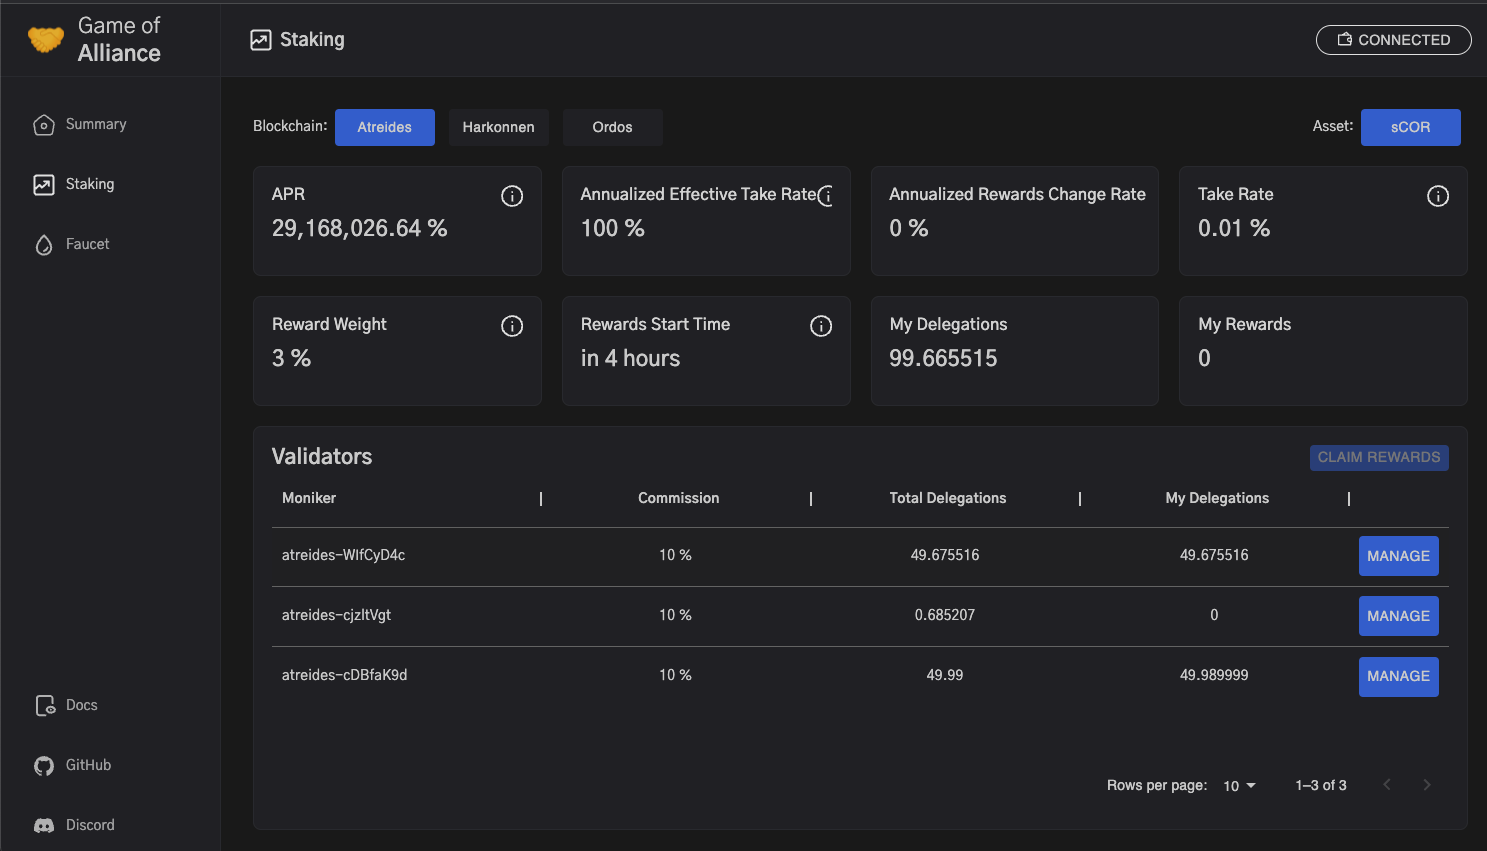 Game of
Alliance
Staking
CONNECTED
Summary
Staking
Faucet
Docs
GitHub
Discord
Blockchain: Atreides Harkonnen Ordos Asset: sCOR
APR
29,168,026.64 %
Annualized Effective Take Rate
100 %
Annualized Rewards Change Rate
0 %
Take Rate
0.01 %
Reward Weight
3 %
Rewards Start Time
in 4 hours
My Delegations
99.665515
My Rewards
0
Validators
CLAIM REWARDS
Moniker Commission Total Delegations My Delegations
atreides-WlfCyD4c 10 % 49.675516 49.675516 MANAGE
atreides-cjzltVgt 10 % 0.685207 0 MANAGE
atreides-cDBfaK9d 10 % 49.99 49.989999 MANAGE
Rows per page: 10 1–3 of 3